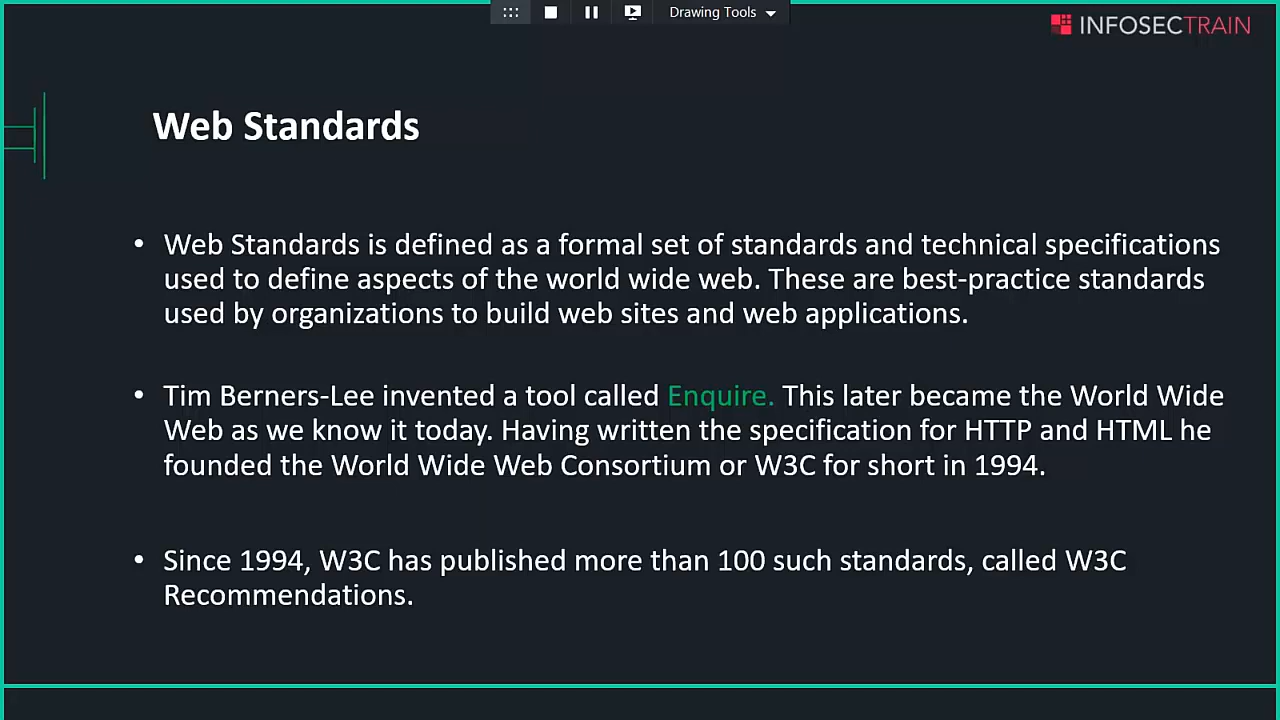 Drawing Tools
INFOSECTRAIN
Web Standards
• Web Standards is defined as a formal set of standards and technical specifications
used to define aspects of the world wide web. These are best-practice standards
used by organizations to build web sites and web applications.
• Tim Berners-Lee invented a tool called Enquire. This later became the World Wide
Web as we know it today. Having written the specification for HTTP and HTML he
founded the World Wide Web Consortium or W3C for short in 1994.
• Since 1994, W3C has published more than 100 such standards, called W3C
Recommendations.